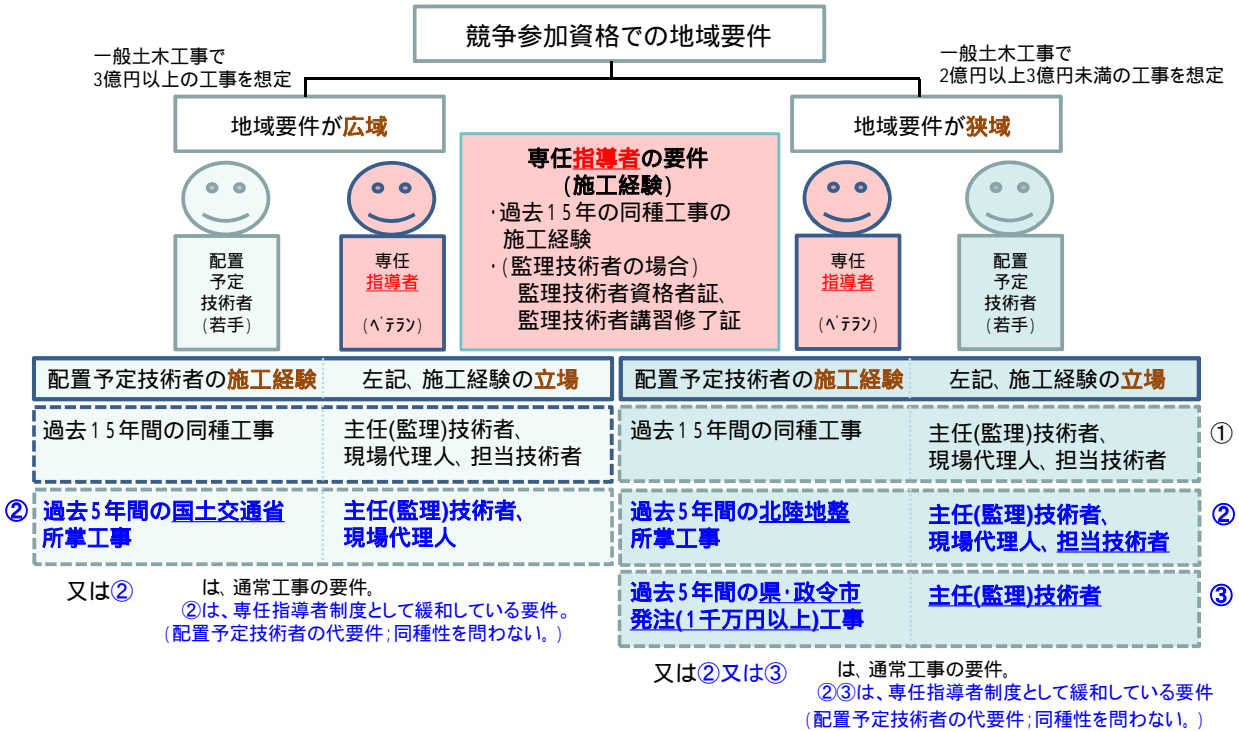 競争参加資格での地域要件
一般土木工事で
3億円以上の工事を想定
一般土木工事で
2億円以上3億円未満の工事を想定
地域要件が広域
地域要件が狭域
専任指導者の要件
(施工経験)
・過去15年の同種工事の
施工経験
・(監理技術者の場合)
監理技術者資格者証、
監理技術者講習修了証
配置
予定
技術者
(若手)
専任
指導者
(ﾍﾞﾃﾗﾝ)
専任
指導者
(ﾍﾞﾃﾗﾝ)
配置
予定
技術者
(若手)
配置予定技術者の施工経験
左記、施工経験の立場
過去15年間の同種工事
主任(監理)技術者、
現場代理人、担当技術者
②
過去5年間の国土交通省
所掌工事
主任(監理)技術者、
現場代理人
又は②
は、通常工事の要件。
②は、専任指導者制度として緩和している要件。
(配置予定技術者の代要件;同種性を問わない。)
配置予定技術者の施工経験
左記、施工経験の立場
過去15年間の同種工事
主任(監理)技術者、
現場代理人、担当技術者
①
過去5年間の北陸地整
所掌工事
主任(監理)技術者、
現場代理人、担当技術者
②
過去5年間の県・政令市
発注(1千万円以上)工事
主任(監理)技術者
③
又は②又は③
は、通常工事の要件。
②③は、専任指導者制度として緩和している要件
(配置予定技術者の代要件;同種性を問わない。)